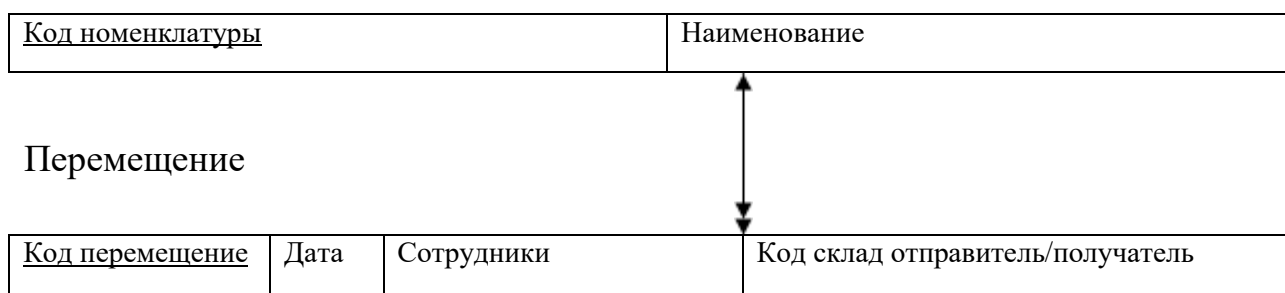 Код номенклатуры Наименование
Перемещение
Код перемещение Дата Сотрудники Код склад отправитель/получатель